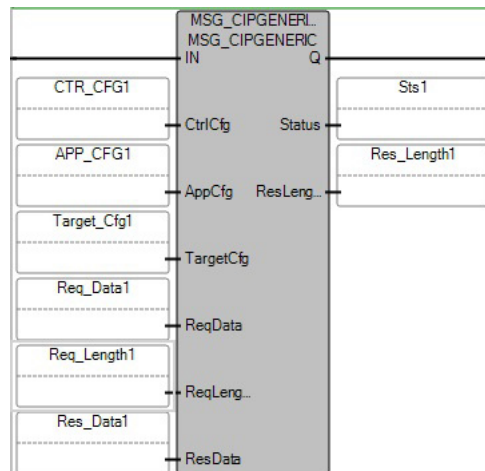 MSG_CIPGENERI...
MSG_CIPGENERIC
IN Q
CTR_CFG1 Sts1
CtrlCfg Status
APP_CFG1 Res_Length1
AppCfg ResLeng...
Target_Cfg1
TargetCfg
Req_Data1
ReqData
Req_Length1
ReqLeng...
Res_Data1
ResData